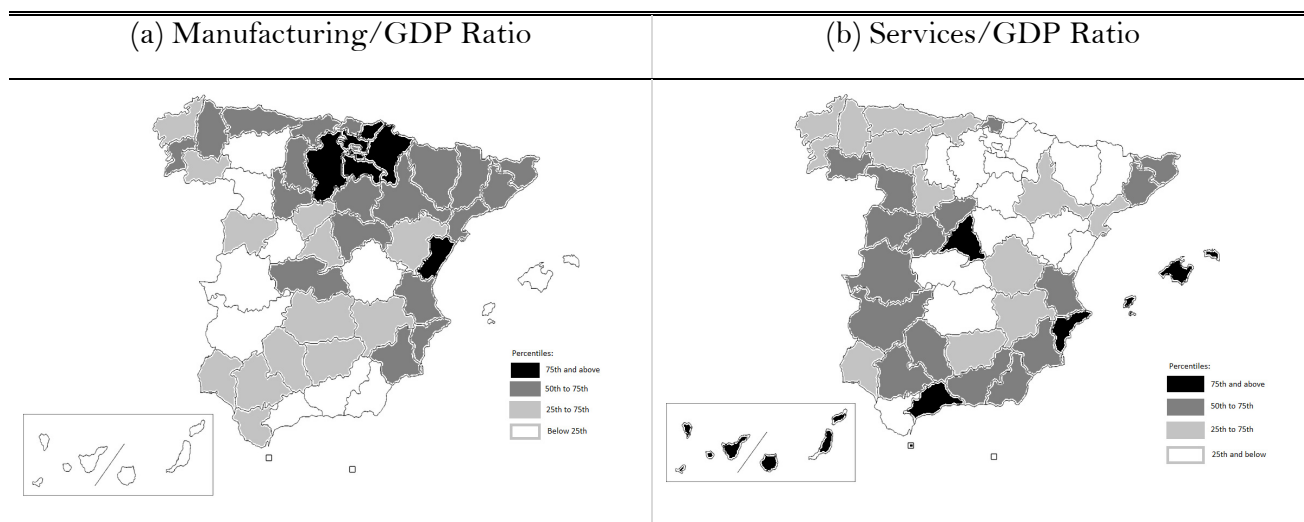 (a) Manufacturing/GDP Ratio
(b) Services/GDP Ratio
Percentiles:
75th and above
50th to 75th
25th to 75th
Below 25th
Percentiles:
75th and above
50th to 75th
25th to 75th
25th and below